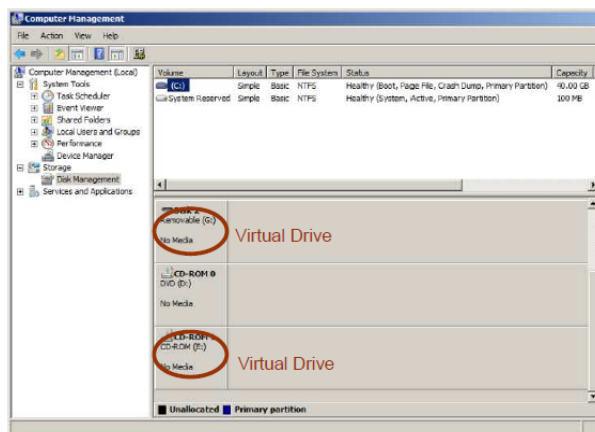 Computer Management
File Action View Help
Computer Management (Local)
System Tools
Task Scheduler
Event Viewer
Shared Folders
Local Users and Groups
Performance
Device Manager
Storage
Disk Management
Services and Applications
Volume Layout Type File System Status Capacity
(C:) Simple Basic NTFS Healthy (Boot, Page File, Crash Dump, Primary Partition) 40.00 GB
System Reserved Simple Basic NTFS Healthy (System, Active, Primary Partition) 100 MB
Disk 2
Removable (G:)
No Media
Virtual Drive
CD-ROM 0
DVD (D:)
No Media
CD-ROM
CD-ROM (E:)
No Media
Virtual Drive
Unallocated Primary partition